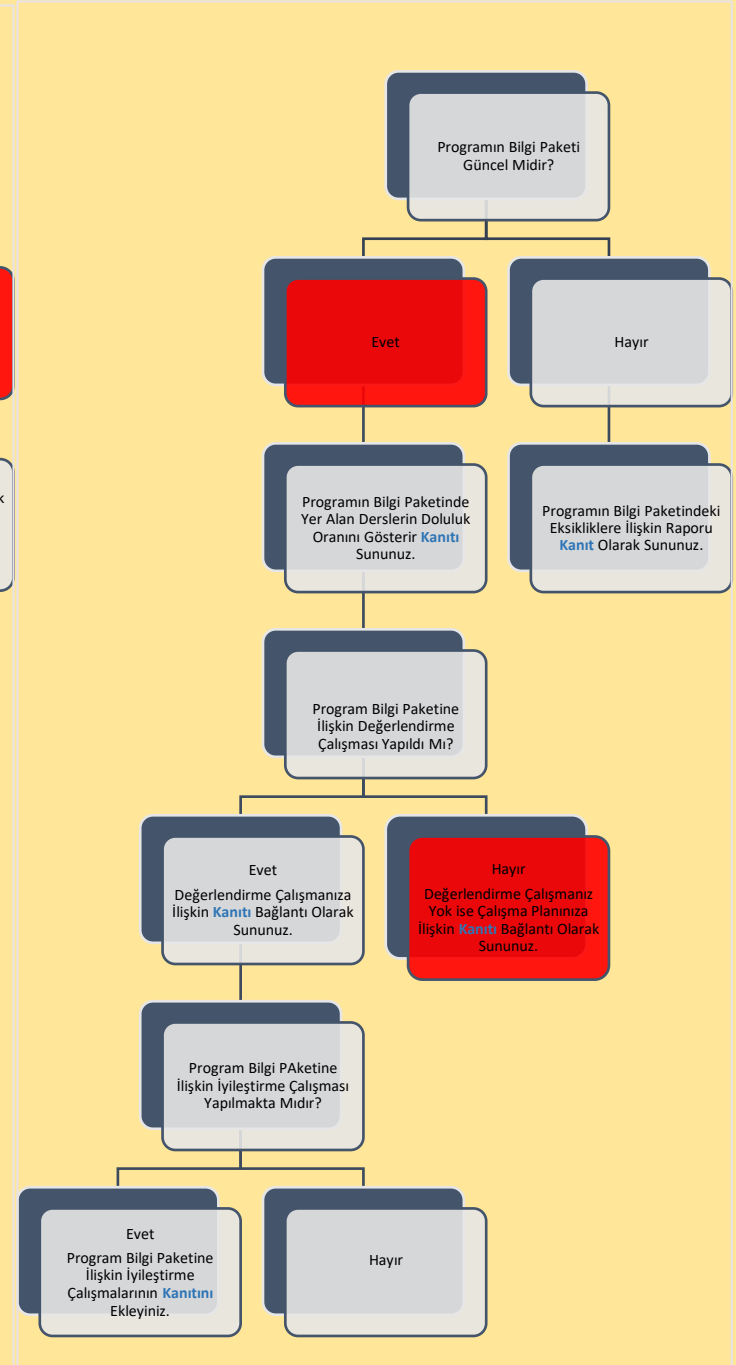 Programın Bilgi Paketi
Güncel Midir?
Evet
Hayır
k
Programın Bilgi Paketinde
Yer Alan Derslerin Doluluk
Oranını Gösterir Kanıtı
Sununuz.
Programın Bilgi Paketindeki
Eksikliklere İlişkin Raporu
Kanıt Olarak Sununuz.
Program Bilgi Paketine
İlişkin Değerlendirme
Çalışması Yapıldı Mı?
Evet
Değerlendirme Çalışmanıza
İlişkin Kanıtı Bağlantı Olarak
Sununuz.
Hayır
Değerlendirme Çalışmanız
Yok ise Çalışma Planınıza
İlişkin Kanıtı Bağlantı Olarak
Sununuz.
Program Bilgi PAketine
İlişkin İyileştirme Çalışması
Yapılmakta Mıdır?
Evet
Program Bilgi Paketine
İlişkin İyileştirme
Çalışmalarının Kanıtını
Ekleyiniz.
Hayır